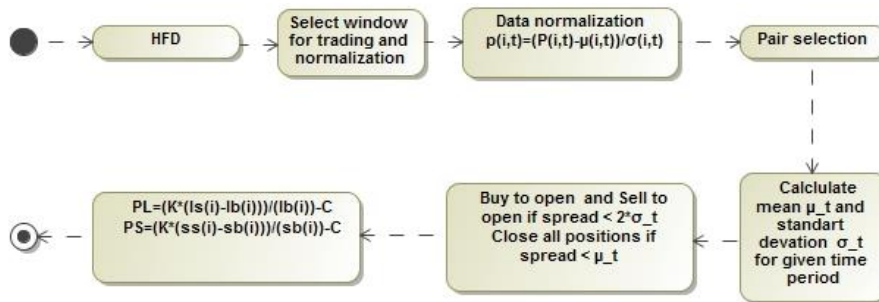 HFD
Select window
for trading and
normalization
Data normalization
p(i,t)=(P(i,t)-μ(i,t))/σ(i,t)
Pair selection
Calclulate
mean μ_t and
standart
devation σ_t
for given time
period
Buy to open and Sell to
open if spread < 2*σ_t
Close all positions if
spread < μ_t
PL=(K*(ls(i)-lb(i)))/(lb(i))-C
PS=(K*(ss(i)-sb(i)))/(sb(i))-C